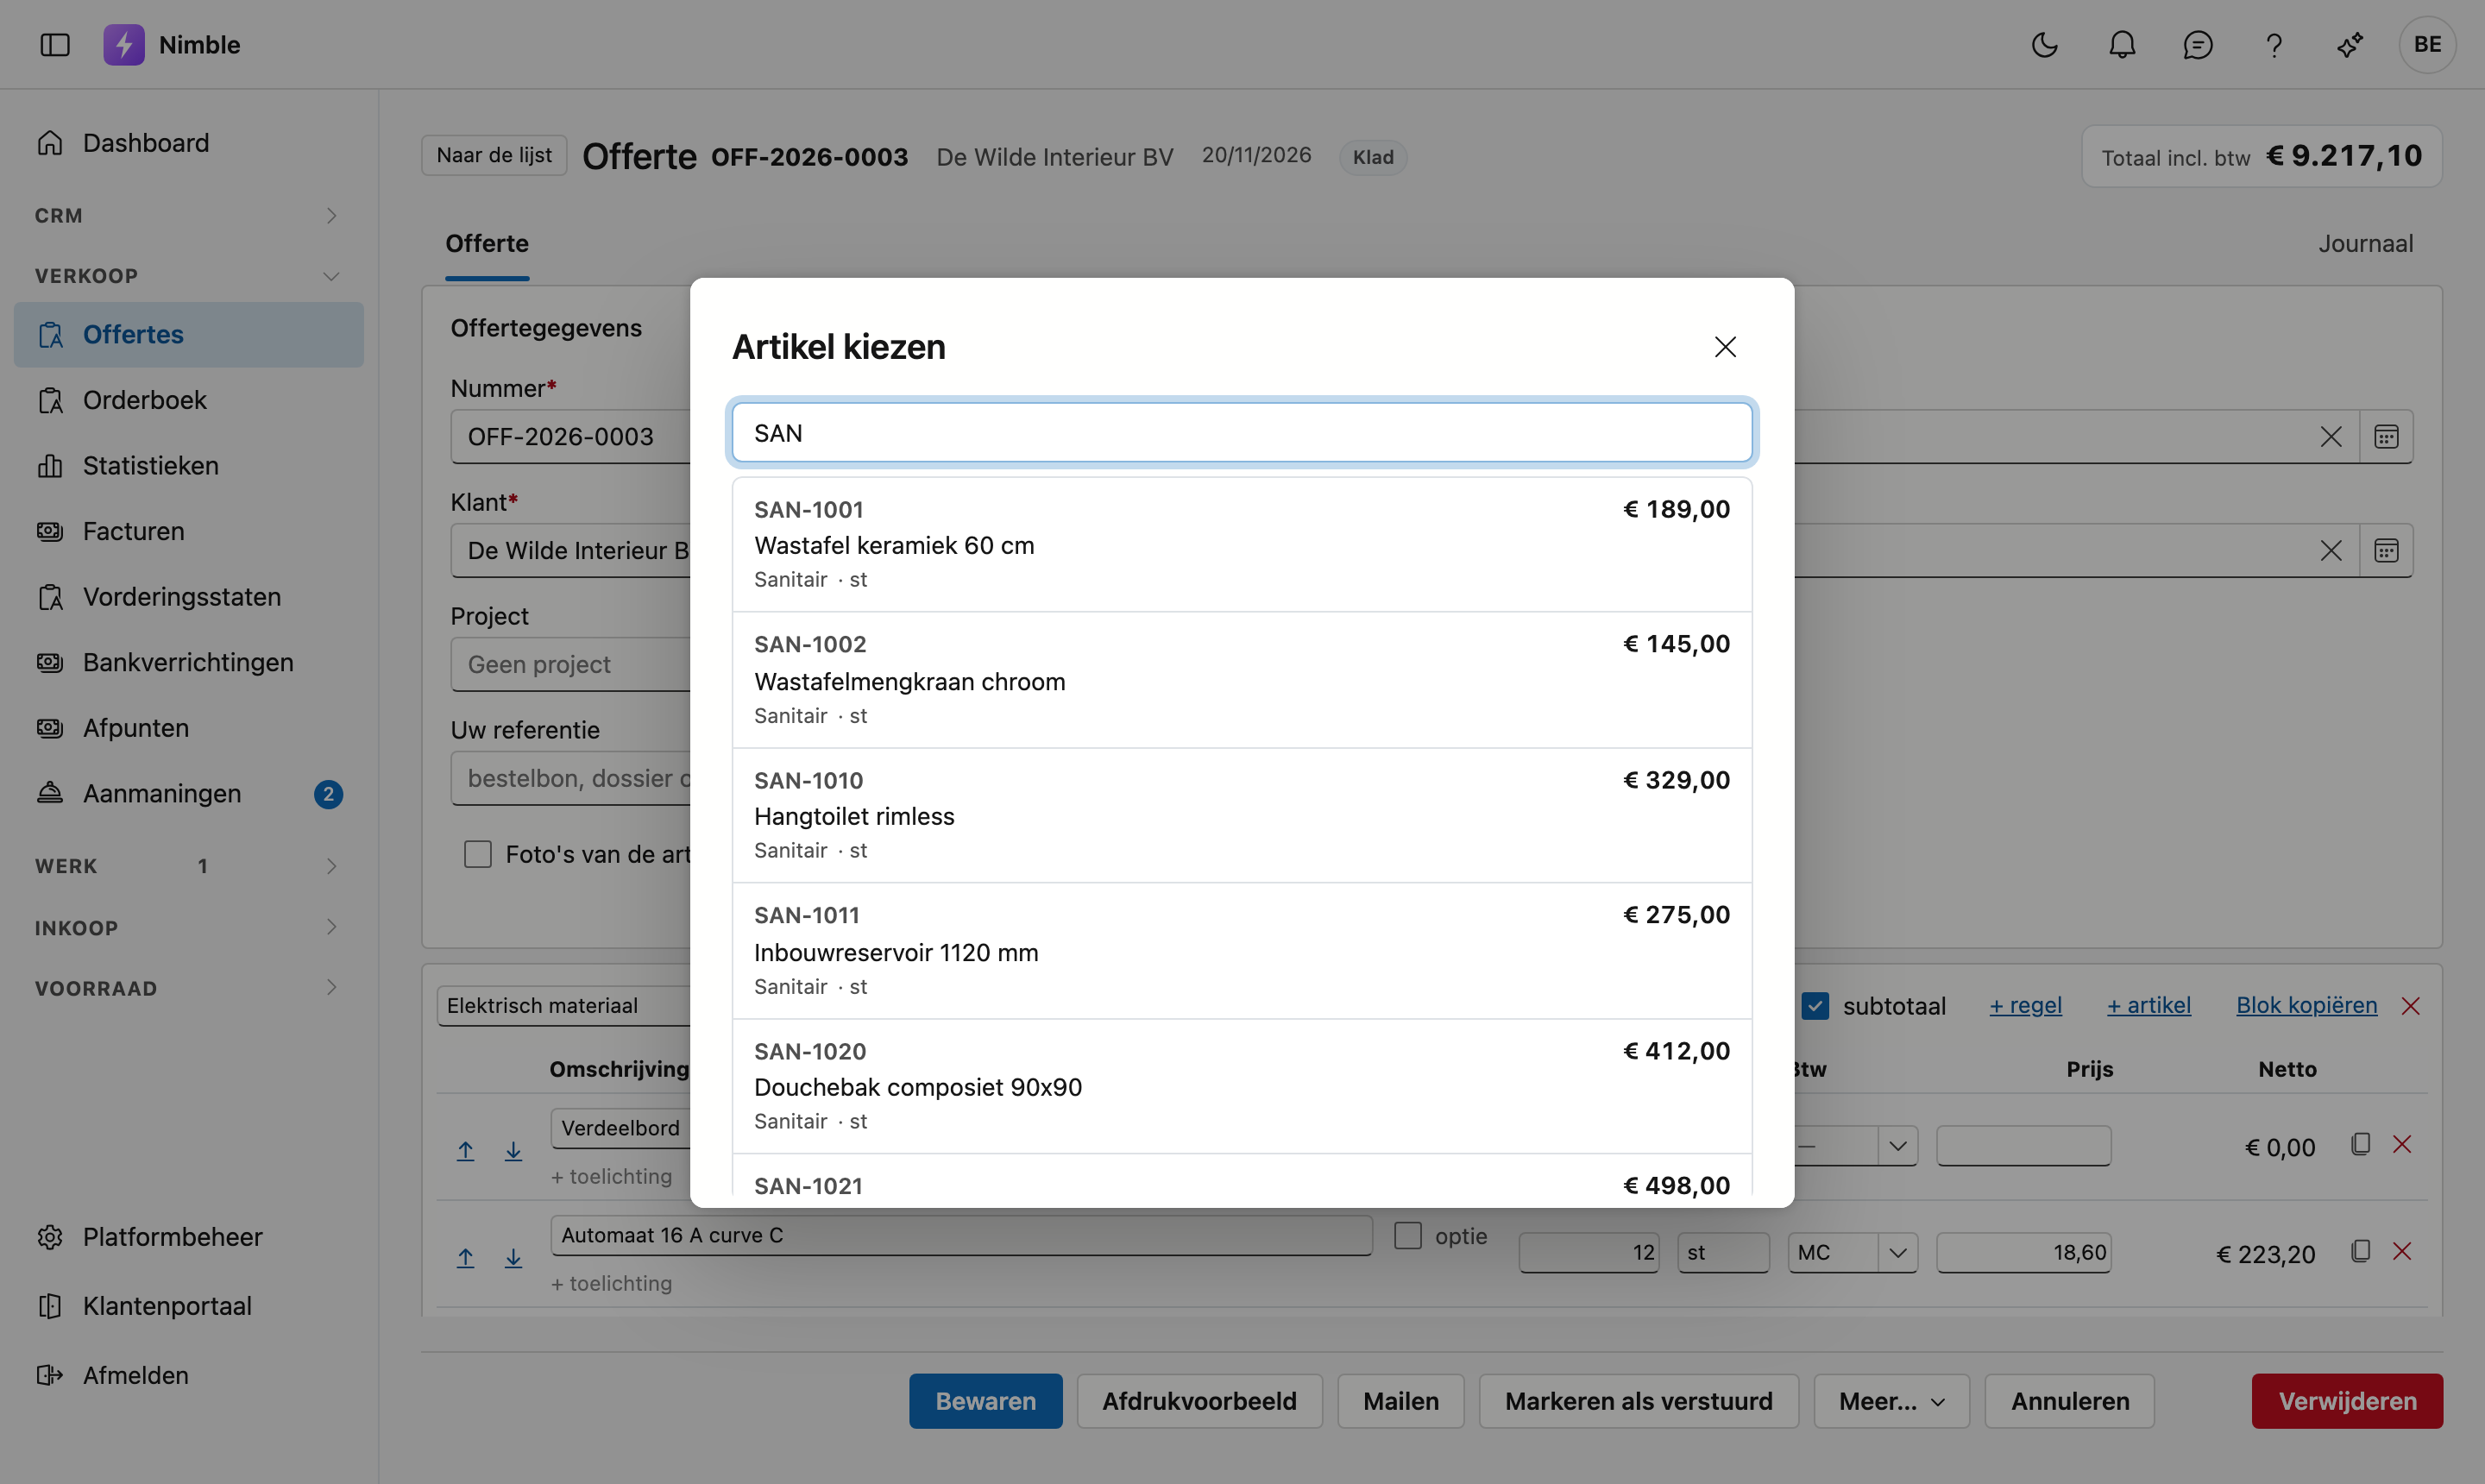 Nimble
BE
Dashboard
CRM
VERKOOP
Offertes
Orderboek
Statistieken
Facturen
Vorderingsstaten
Bankverrichtingen
Afpunten
Aanmaningen 2
WERK 1
INKOOP
VOORRAAD
Platformbeheer
Klantenportaal
Afmelden
Naar de lijst Offerte OFF-2026-0003 De Wilde Interieur BV 20/11/2026 Klad
Totaal incl. btw € 9.217,10
Offerte Journaal
Offertegegevens
Nummer*
OFF-2026-0003
Klant*
De Wilde Interieur B
Project
Geen project
Uw referentie
bestelbon, dossier
Foto's van de art
Artikel kiezen
SAN
SAN-1001 € 189,00
Wastafel keramiek 60 cm
Sanitair · st
SAN-1002 € 145,00
Wastafelmengkraan chroom
Sanitair · st
SAN-1010 € 329,00
Hangtoilet rimless
Sanitair · st
SAN-1011 € 275,00
Inbouwreservoir 1120 mm
Sanitair · st
SAN-1020 € 412,00
Douchebak composiet 90x90
Sanitair · st
SAN-1021 € 498,00
Elektrisch materiaal subtotaal + regel + artikel Blok kopiëren
Omschrijving Btw Prijs Netto
Verdeelbord — € 0,00
+ toelichting
Automaat 16 A curve C optie 12 st MC 18,60 € 223,20
+ toelichting
Bewaren Afdrukvoorbeeld Mailen Markeren als verstuurd Meer... Annuleren Verwijderen